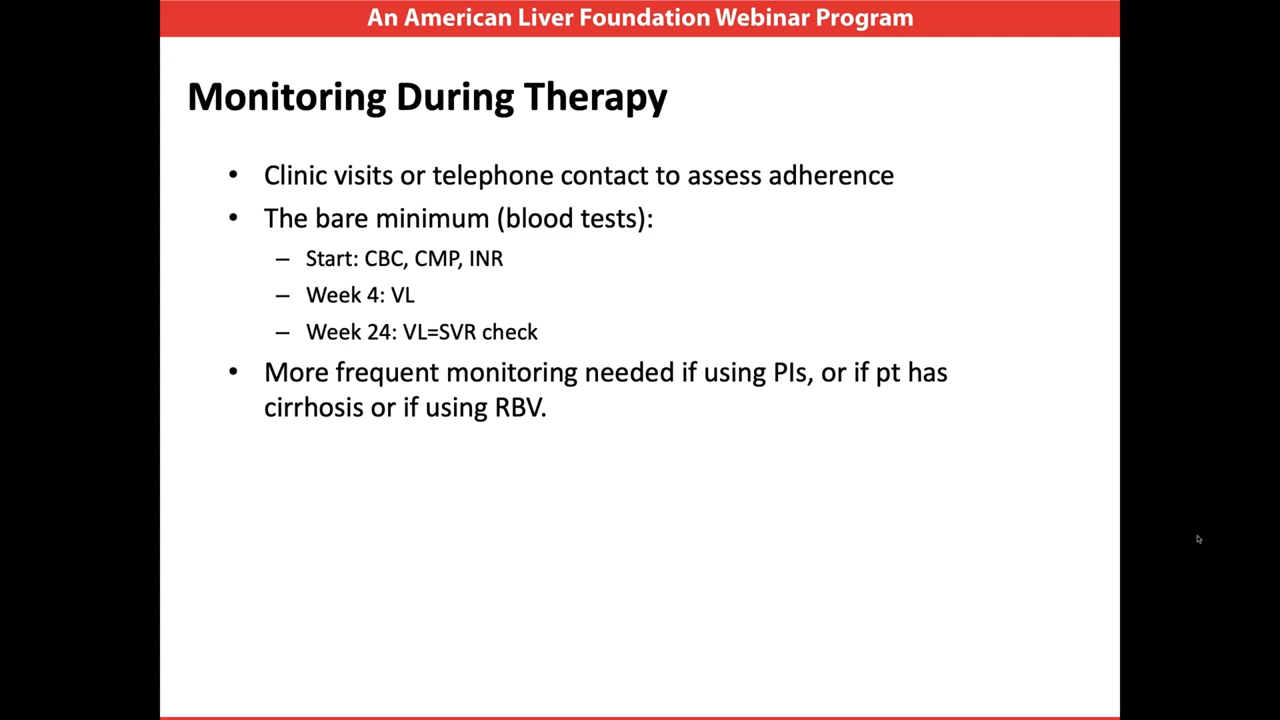 An American Liver Foundation Webinar Program
Monitoring During Therapy
• Clinic visits or telephone contact to assess adherence
• The bare minimum (blood tests):
– Start: CBC, CMP, INR
– Week 4: VL
– Week 24: VL=SVR check
• More frequent monitoring needed if using PIs, or if pt has
cirrhosis or if using RBV.